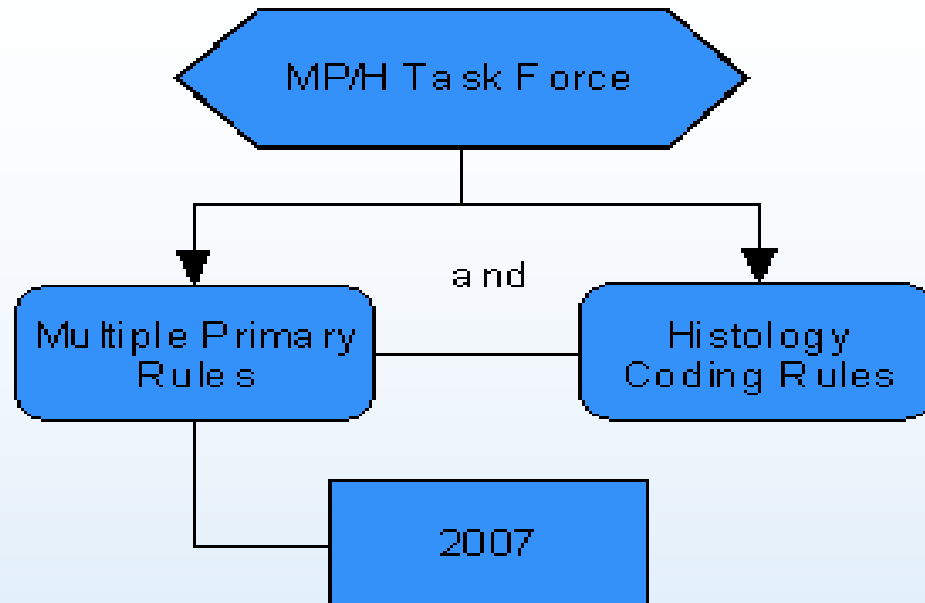 MP/H Task Force
and
Multiple Primary
Rules
Histology
Coding Rules
2007